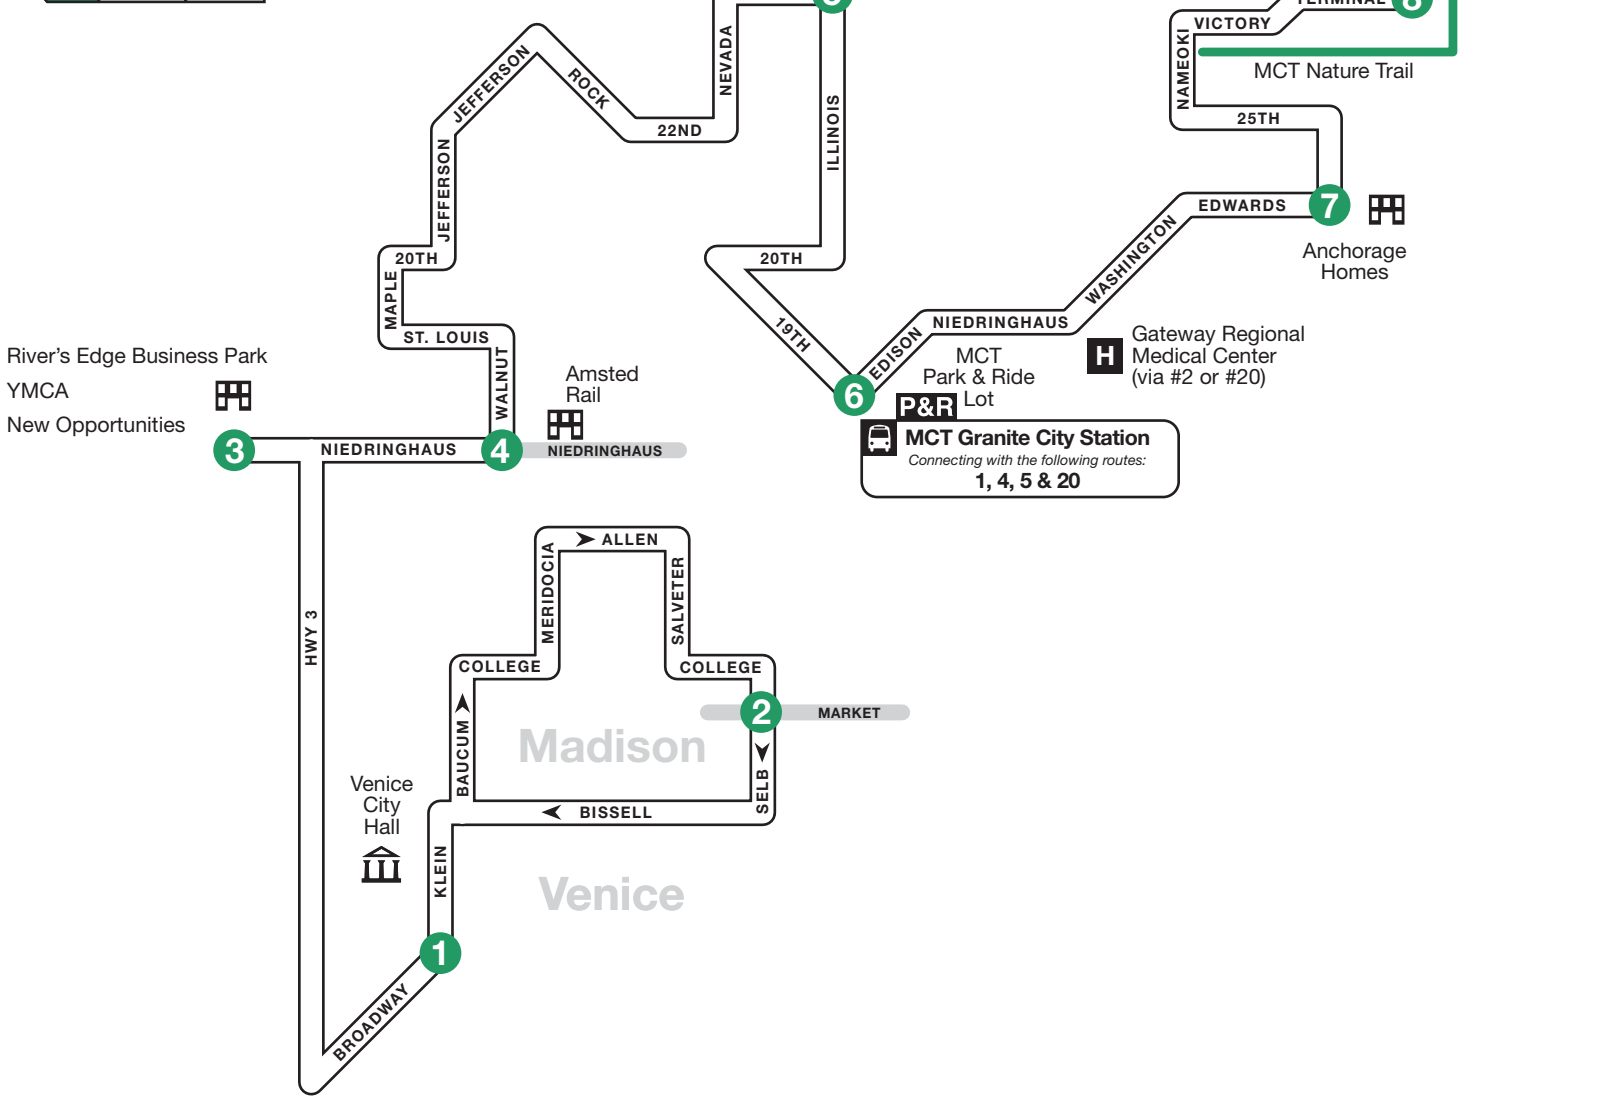 TERMINAL
8
VICTORY
NAMEOKI
MCT Nature Trail
25TH
JEFFERSON
ROCK
NEVADA
22ND
ILLINOIS
JEFFERSON
20TH
MAPLE
ST. LOUIS
WALNUT
20TH
19TH
EDISON
NIEDRINGHAUS
WASHINGTON
EDWARDS
7
Anchorage
Homes
H
Gateway Regional
Medical Center
(via #2 or #20)
MCT
Park & Ride
Lot
P&R
6
MCT Granite City Station
Connecting with the following routes:
1, 4, 5 & 20
River's Edge Business Park
YMCA
New Opportunities
Amsted
Rail
3
NIEDRINGHAUS
4
NIEDRINGHAUS
HWY 3
ALLEN
MERIDOCIA
SALVETER
COLLEGE
COLLEGE
2
MARKET
BAUCUM
Madison
SELB
BISSELL
Venice
City
Hall
KLEIN
Venice
1
BROADWAY